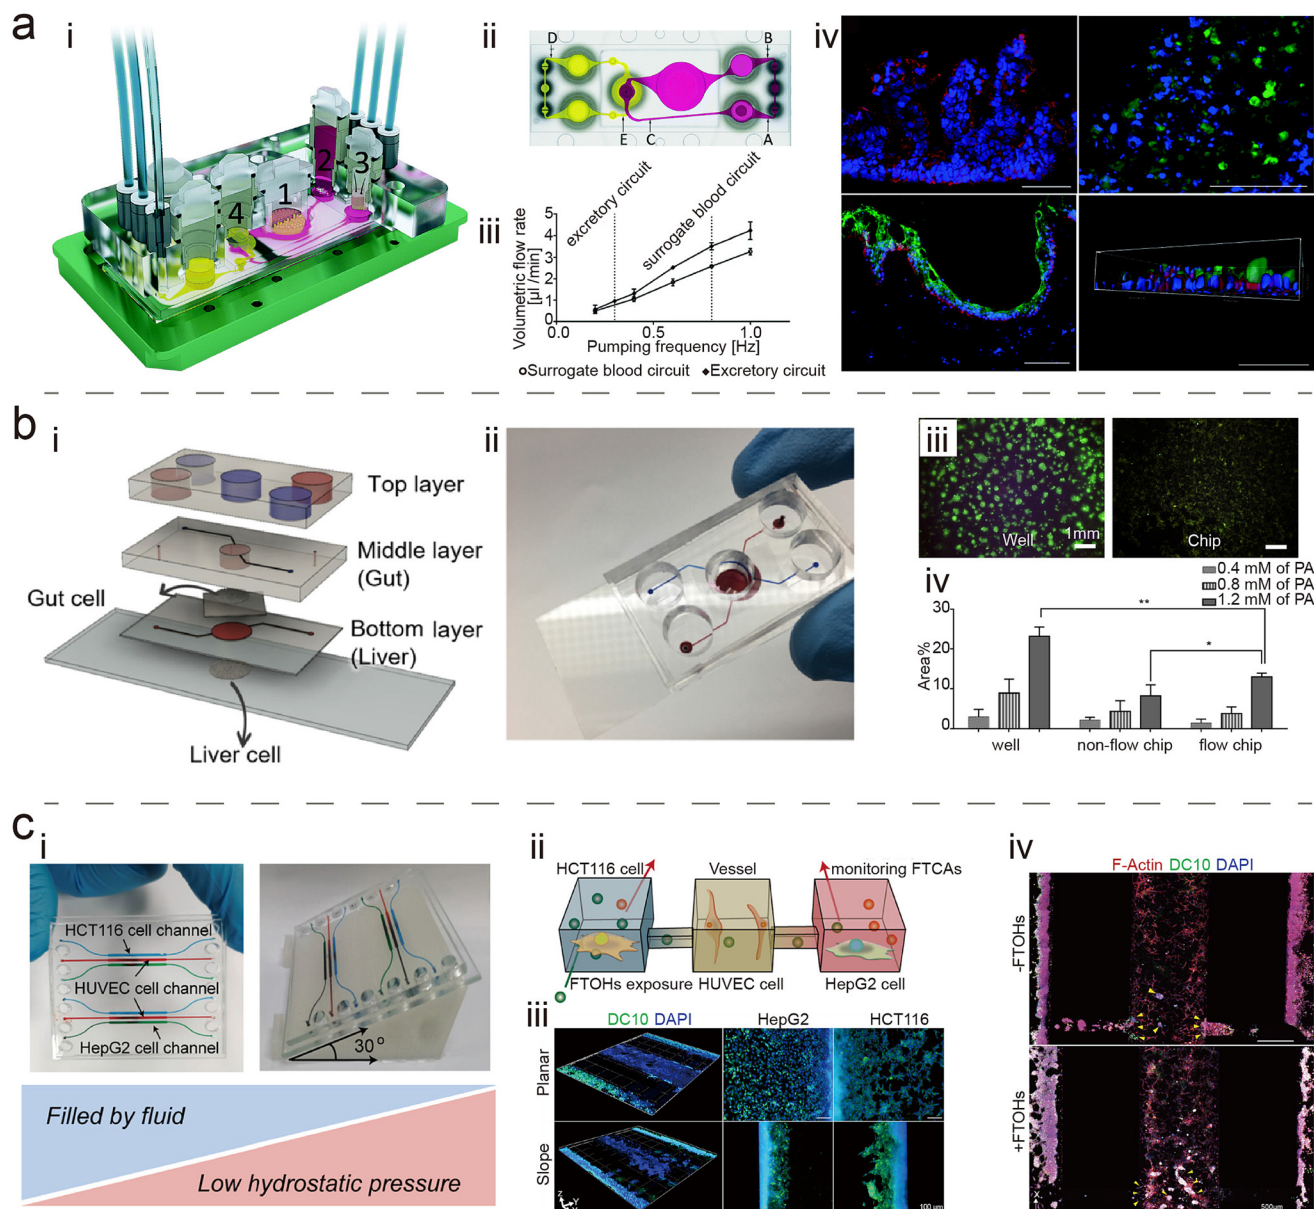 a
i
1
2
3
4
ii
D
B
E
C
A
iii
excretory circuit
surrogate blood circuit
Volumetric flow rate
[µl /min]
5
4
3
2
1
0
0.0
0.5
1.0
Pumping frequency [Hz]
Surrogate blood circuit
Excretory circuit
iv
b
i
Top layer
Middle layer
(Gut)
Gut cell
Bottom layer
(Liver)
Liver cell
ii
iii
Well
1mm
Chip
iv
0.4 mM of PA
0.8 mM of PA
1.2 mM of PA
Area%
30
20
10
0
**
*
well
non-flow chip
flow chip
c
i
HCT116 cell channel
HUVEC cell channel
HepG2 cell channel
30°
Filled by fluid
Low hydrostatic pressure
ii
HCT116 cell
Vessel
monitoring FTCAs
FTOHs exposure
HUVEC cell
HepG2 cell
iii
DC10 DAPI
HepG2
HCT116
Planar
Slope
Z
Y
X
100 µm
iv
F-Actin DC10 DAPI
-FTOHs
+FTOHs
X
500µm